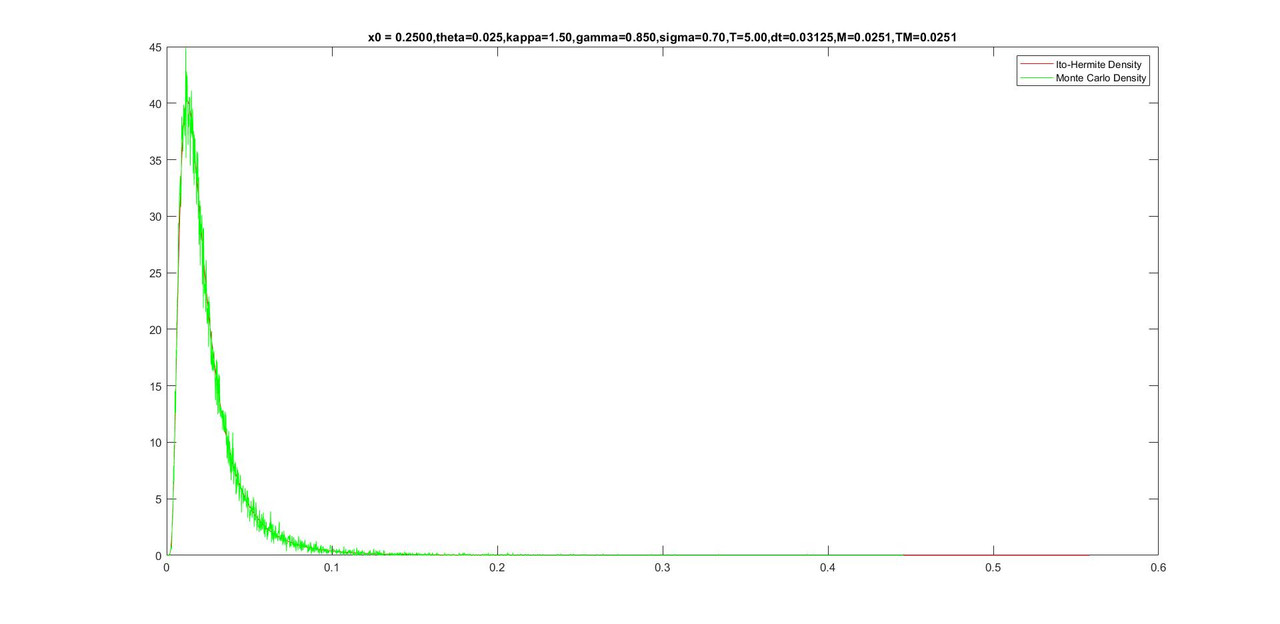 x0 = 0.2500,theta=0.025,kappa=1.50,gamma=0.850,sigma=0.70,T=5.00,dt=0.03125,M=0.0251,TM=0.0251
Ito-Hermite Density
Monte Carlo Density
45
40
35
30
25
20
15
10
5
0
0 0.1 0.2 0.3 0.4 0.5 0.6